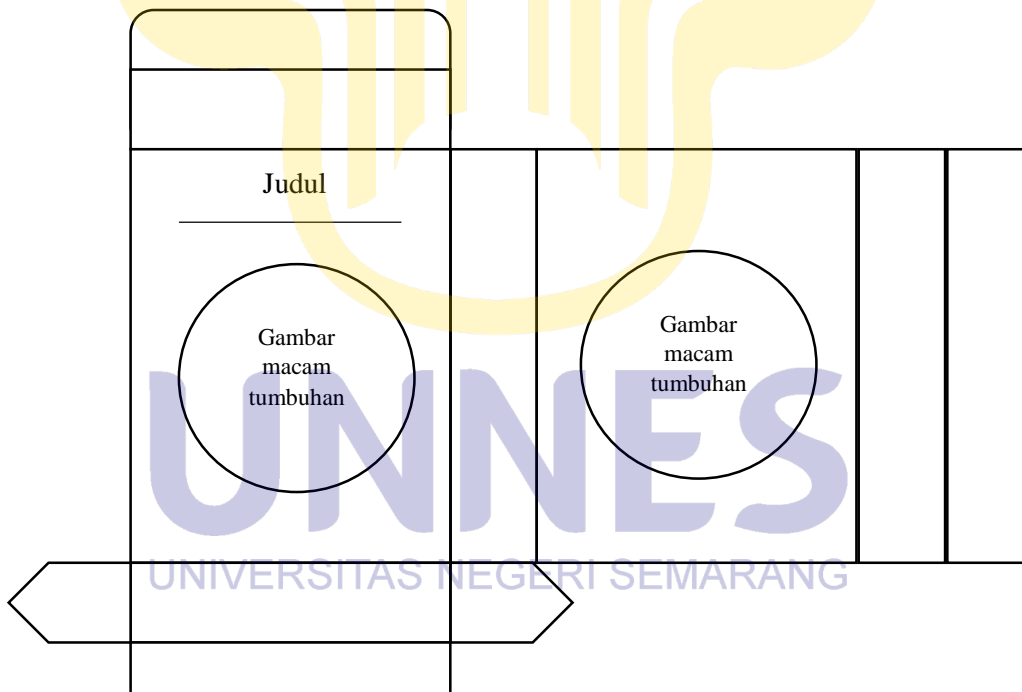 Judul
Gambar
macam
tumbuhan
Gambar
macam
tumbuhan
UNNES
UNIVERSITAS NEGERI SEMARANG